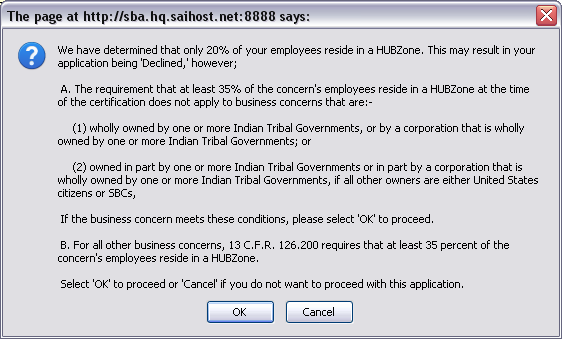 The page at http://sba.hq.saihost.net:8888 says:
We have determined that only 20% of your employees reside in a HUBZone. This may result in your
application being 'Declined,' however;
A. The requirement that at least 35% of the concern's employees reside in a HUBZone at the time
of the certification does not apply to business concerns that are:-
(1) wholly owned by one or more Indian Tribal Governments, or by a corporation that is wholly
owned by one or more Indian Tribal Governments; or
(2) owned in part by one or more Indian Tribal Governments or in part by a corporation that is
wholly owned by one or more Indian Tribal Governments, if all other owners are either United States
citizens or SBCs,
If the business concern meets these conditions, please select 'OK' to proceed.
B. For all other business concerns, 13 C.F.R. 126.200 requires that at least 35 percent of the
concern's employees reside in a HUBZone.
Select 'OK' to proceed or 'Cancel' if you do not want to proceed with this application.
OK
Cancel